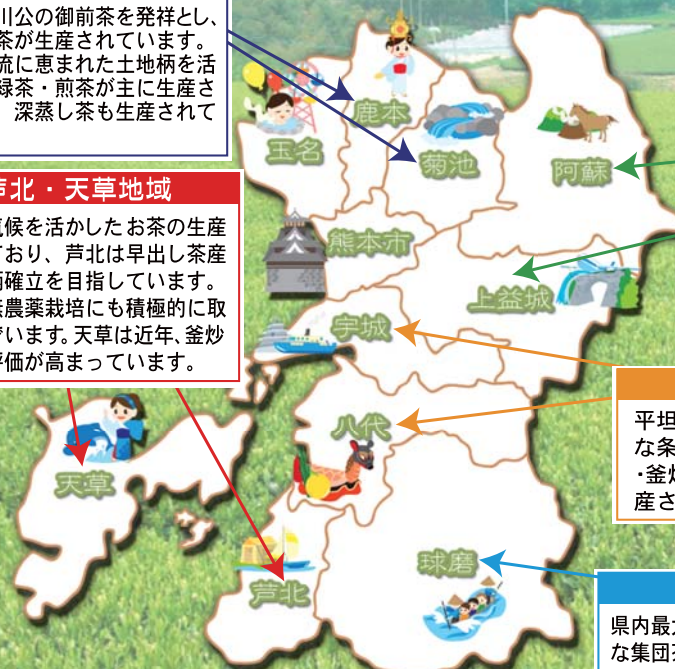 川公の御前茶を発祥とし、
茶が生産されています。
流に恵まれた土地柄を活
緑茶・煎茶が主に生産さ
深蒸し茶も生産されて
芦北・天草地域
気候を活かしたお茶の生産
ており、芦北は早出し茶産
確立を目指しています。
無農薬栽培にも積極的に取
います。天草は近年、釜炒
評価が高まっています。
鹿本
玉名
菊池
阿蘇
熊本市
上益城
宇城
八代
天草
芦北
球磨
平坦
な条
・釜炒
産さ
県内最大
な集団茶